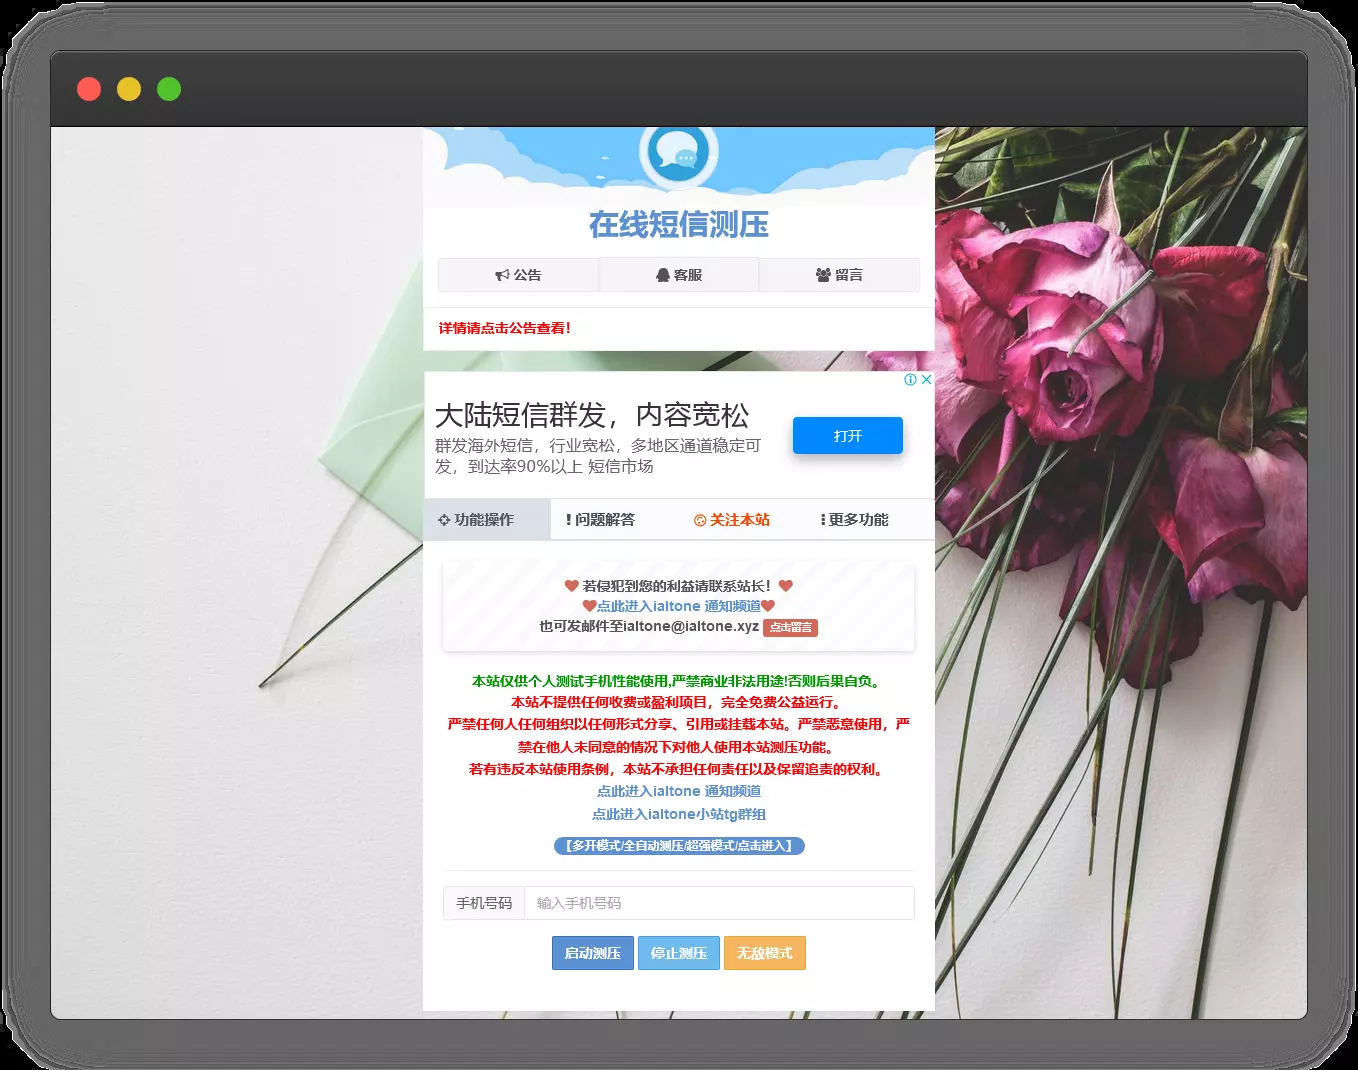 在线短信测压
公告
客服
留言
详情请点击公告查看！
大陆短信群发，内容宽松
群发海外短信，行业宽松，多地区通道稳定可
发，到达率90%以上 短信市场
打开
功能操作
问题解答
关注本站
更多功能
若侵犯到您的利益请联系站长！
点此进入ialtone 通知频道
也可发邮件至ialtone@ialtone.xyz 点击留言
本站仅供个人测试手机性能使用,严禁商业非法用途!否则后果自负。
本站不提供任何收费或盈利项目，完全免费公益运行。
严禁任何人任何组织以任何形式分享、引用或挂载本站。严禁恶意使用，严
禁在他人未同意的情况下对他人使用本站测压功能。
若有违反本站使用条例，本站不承担任何责任以及保留追责的权利。
点此进入ialtone 通知频道
点此进入ialtone小站tg群组
【多开模式/全自动测压/超强模式/点击进入】
手机号码
输入手机号码
启动测压
停止测压
无敌模式